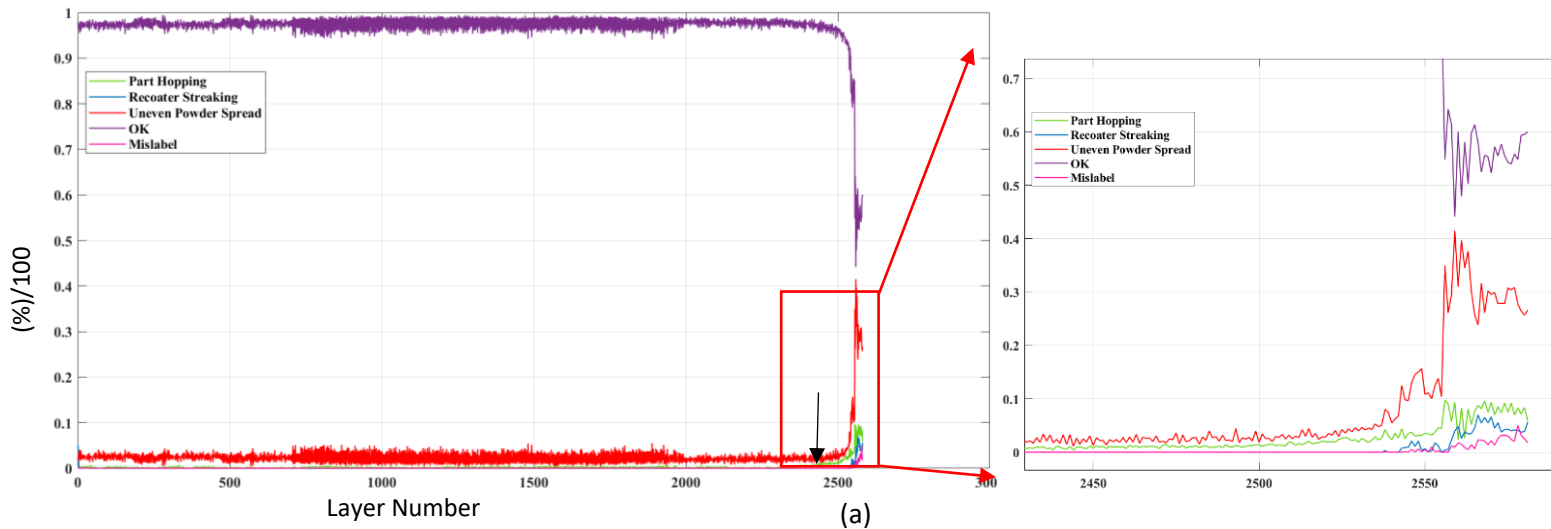 1
0.9
0.8
0.7
0.6
0.5
0.4
0.3
0.2
0.1
0
(%)/100
Part Hopping
Recoater Streaking
Uneven Powder Spread
OK
Mislabel
0
500
1000
1500
2000
2500
300
Layer Number
(a)
0.7
0.6
0.5
0.4
0.3
0.2
0.1
0
Part Hopping
Recoater Streaking
Uneven Powder Spread
OK
Mislabel
2450
2500
2550